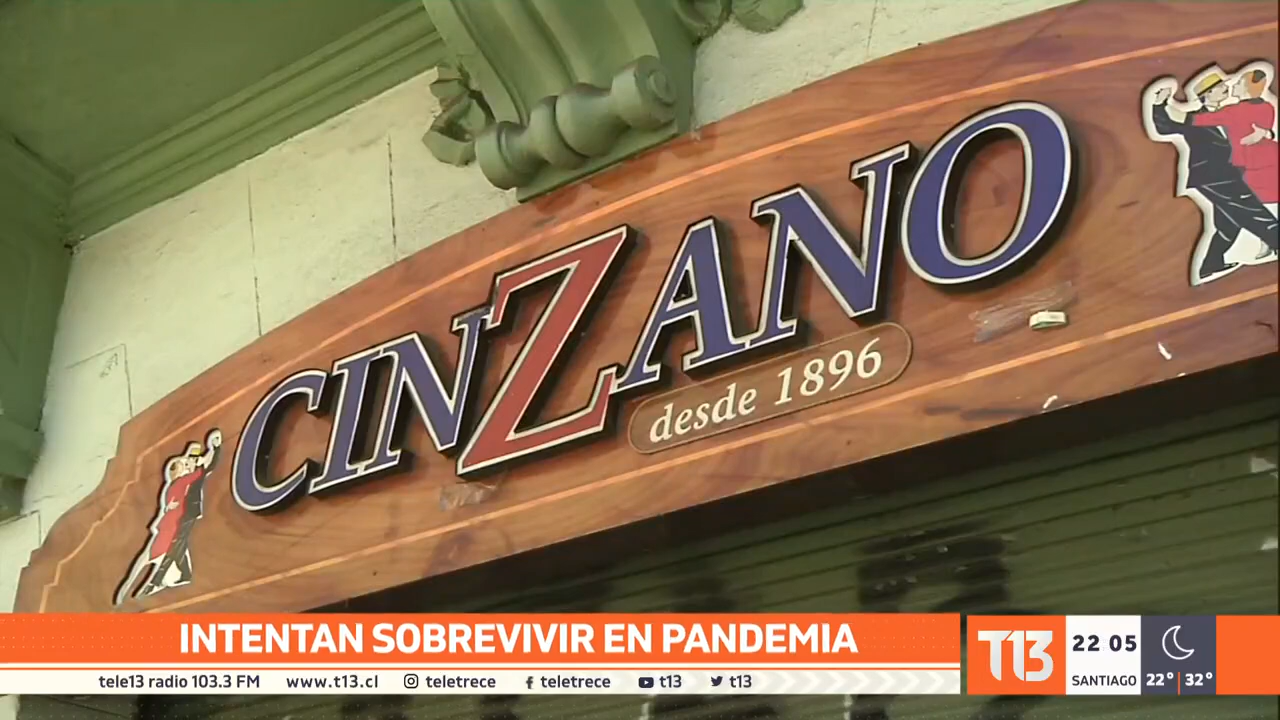 CINZANO
desde 1896
INTENTAN SOBREVIVIR EN PANDEMIA
T13
22 05
SANTIAGO
22° 32°
tele13 radio 103.3 FM www.t13.cl teletrece teletrece t13 t13